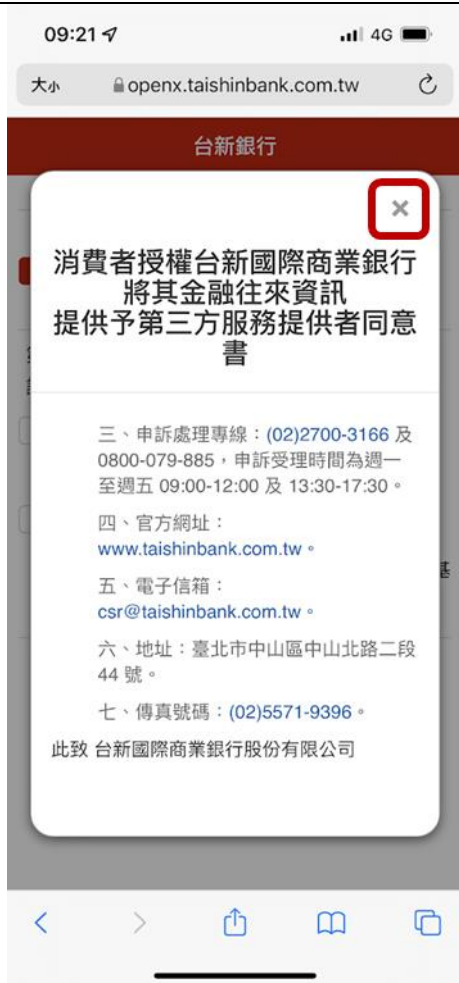 09:21
4G
大小 openx.taishinbank.com.tw
台新銀行
×
消費者授權台新國際商業銀行
將其金融往來資訊
提供予第三方服務提供者同意
書
三、申訴處理專線：(02)2700-3166 及
0800-079-885，申訴受理時間為週一
至週五 09:00-12:00 及 13:30-17:30。
四、官方網址：
www.taishinbank.com.tw。
五、電子信箱：
csr@taishinbank.com.tw。
六、地址：臺北市中山區中山北路二段
44 號。
七、傳真號碼：(02)5571-9396。
此致 台新國際商業銀行股份有限公司